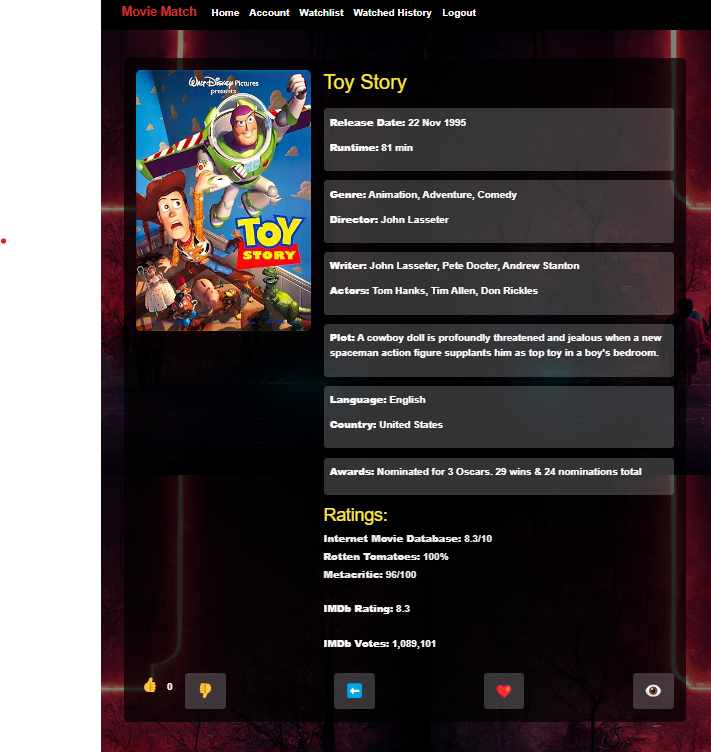 Movie Match Home Account Watchlist Watched History Logout
WALT DISNEY Pictures
presents
TOY
STORY
Toy Story
Release Date: 22 Nov 1995
Runtime: 81 min
Genre: Animation, Adventure, Comedy
Director: John Lasseter
Writer: John Lasseter, Pete Docter, Andrew Stanton
Actors: Tom Hanks, Tim Allen, Don Rickles
Plot: A cowboy doll is profoundly threatened and jealous when a new
spaceman action figure supplants him as top toy in a boy's bedroom.
Language: English
Country: United States
Awards: Nominated for 3 Oscars. 29 wins & 24 nominations total
Ratings:
Internet Movie Database: 8.3/10
Rotten Tomatoes: 100%
Metacritic: 96/100
IMDb Rating: 8.3
IMDb Votes: 1,089,101
0